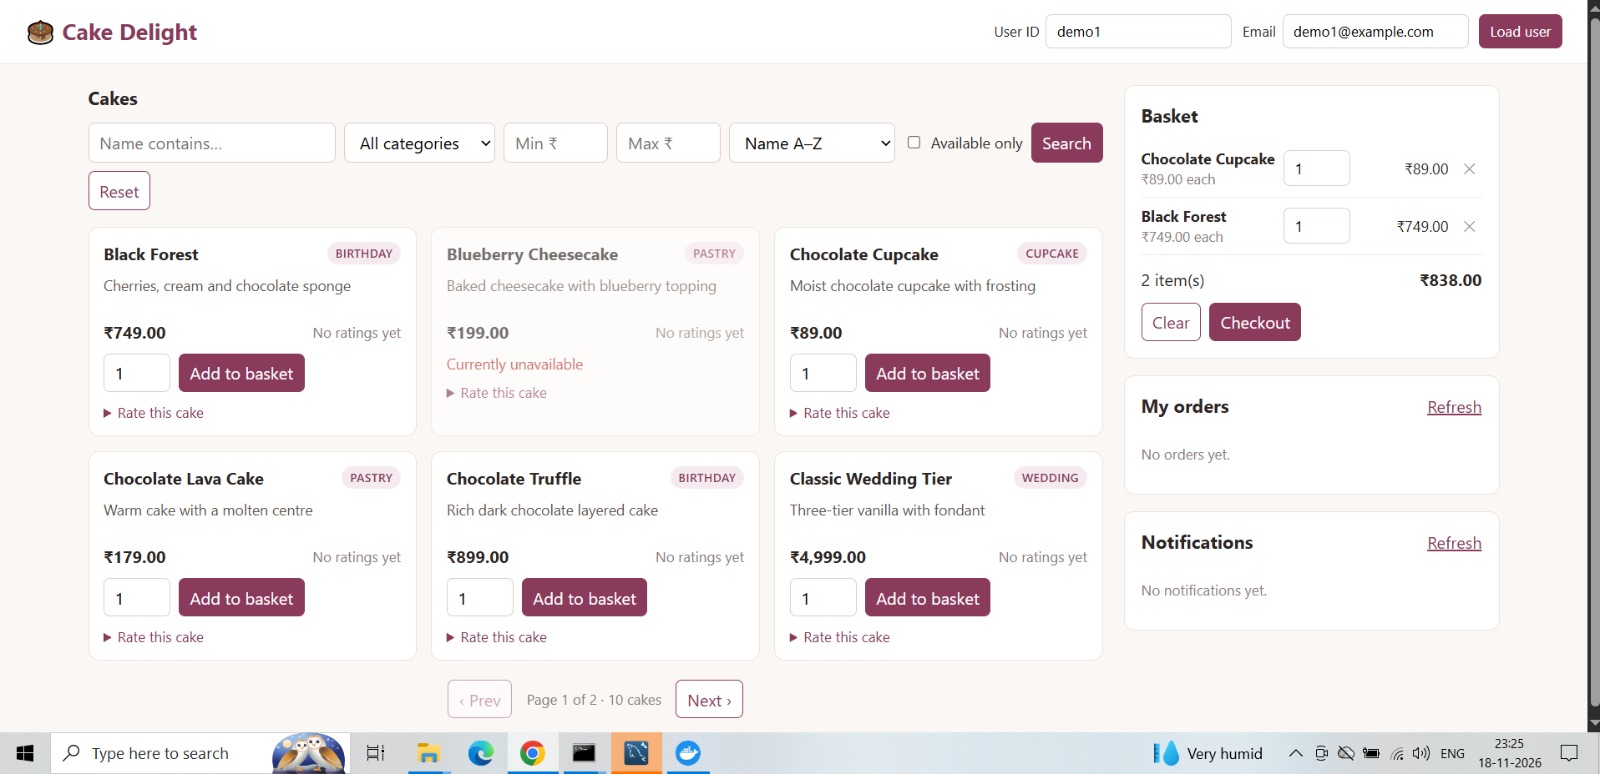 Cake Delight
User ID demo1 Email demo1@example.com Load user
Cakes
Name contains... All categories Min ₹ Max ₹ Name A–Z Available only Search
Reset
Black Forest BIRTHDAY
Cherries, cream and chocolate sponge
₹749.00 No ratings yet
1 Add to basket
Rate this cake
Blueberry Cheesecake PASTRY
Baked cheesecake with blueberry topping
₹199.00 No ratings yet
Currently unavailable
Rate this cake
Chocolate Cupcake CUPCAKE
Moist chocolate cupcake with frosting
₹89.00 No ratings yet
1 Add to basket
Rate this cake
Chocolate Lava Cake PASTRY
Warm cake with a molten centre
₹179.00 No ratings yet
1 Add to basket
Rate this cake
Chocolate Truffle BIRTHDAY
Rich dark chocolate layered cake
₹899.00 No ratings yet
1 Add to basket
Rate this cake
Classic Wedding Tier WEDDING
Three-tier vanilla with fondant
₹4,999.00 No ratings yet
1 Add to basket
Rate this cake
‹ Prev Page 1 of 2 · 10 cakes Next ›
Basket
Chocolate Cupcake 1 ₹89.00
₹89.00 each
Black Forest 1 ₹749.00
₹749.00 each
2 item(s) ₹838.00
Clear Checkout
My orders Refresh
No orders yet.
Notifications Refresh
No notifications yet.
Type here to search
Very humid
ENG
23:25
18-11-2026